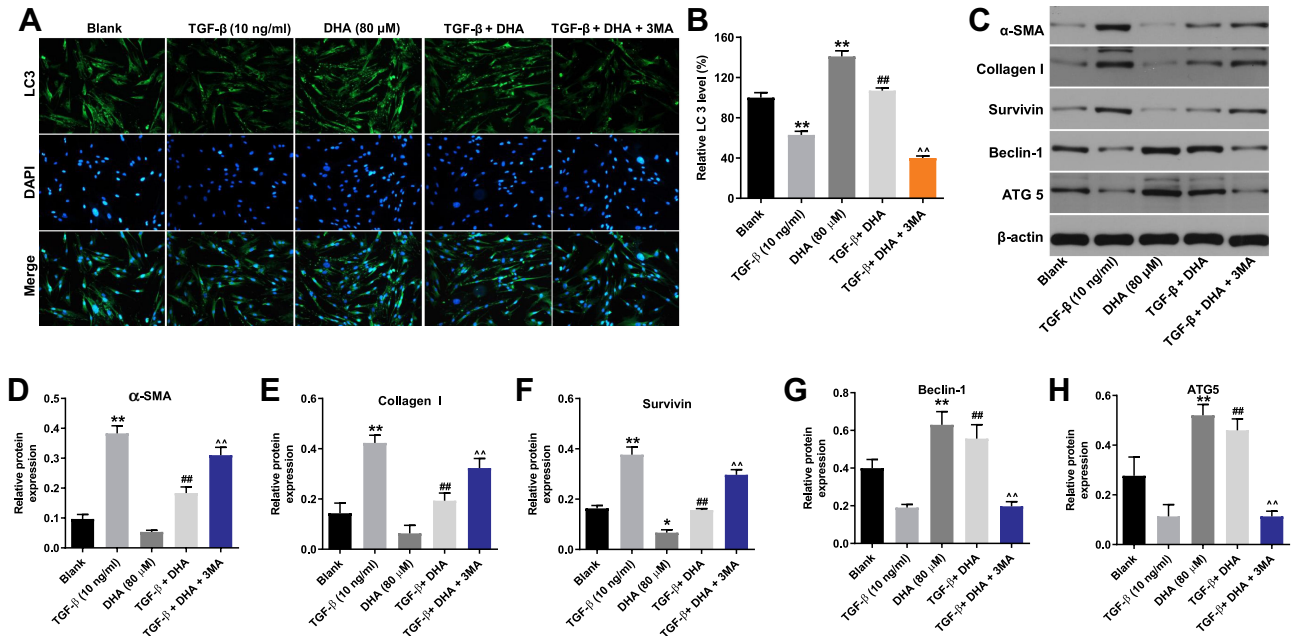 A
Blank
TGF-β (10 ng/ml)
DHA (80 μM)
TGF-β + DHA
TGF-β + DHA + 3MA
LC3
DAPI
Merge
B
Relative LC 3 level (%)
160
120
80
40
0
**
**
##
^^
Blank
TGF-β (10 ng/ml)
DHA (80 μM)
TGF-β+ DHA
TGF-β+ DHA + 3MA
C
α-SMA
Collagen I
Survivin
Beclin-1
ATG 5
β-actin
Blank
TGF-β (10 ng/ml)
DHA (80 μM)
TGF-β + DHA
TGF-β + DHA + 3MA
D
α-SMA
Relative protein
expression
0.5
0.4
0.3
0.2
0.1
0.0
**
##
^^
Blank
TGF-β (10 ng/ml)
DHA (80 μM)
TGF-β+ DHA
TGF-β+ DHA + 3MA
E
Collagen I
Relative protein
expression
0.6
0.4
0.2
0.0
**
##
^^
Blank
TGF-β (10 ng/ml)
DHA (80 μM)
TGF-β+ DHA
TGF-β+ DHA + 3MA
F
Survivin
Relative protein
expression
0.6
0.4
0.2
0.0
**
*
##
^^
Blank
TGF-β (10 ng/ml)
DHA (80 μM)
TGF-β+ DHA
TGF-β+ DHA + 3MA
G
Beclin-1
Relative protein
expression
0.8
0.6
0.4
0.2
0.0
**
##
^^
Blank
TGF-β (10 ng/ml)
DHA (80 μM)
TGF-β+ DHA
TGF-β+ DHA + 3MA
H
ATG5
Relative protein
expression
0.6
0.4
0.2
0.0
**
##
^^
Blank
TGF-β (10 ng/ml)
DHA (80 μM)
TGF-β+ DHA
TGF-β+ DHA + 3MA